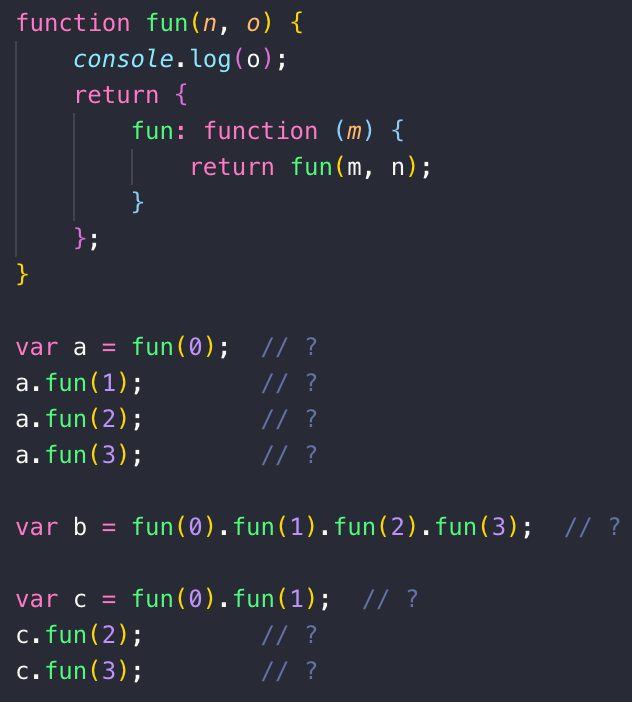 function fun(n, o) {
    console.log(o);
    return {
        fun: function (m) {
            return fun(m, n);
        }
    };
}

var a = fun(0);  // ?
a.fun(1);        // ?
a.fun(2);        // ?
a.fun(3);        // ?

var b = fun(0).fun(1).fun(2).fun(3);  // ?

var c = fun(0).fun(1);  // ?
c.fun(2);        // ?
c.fun(3);        // ?